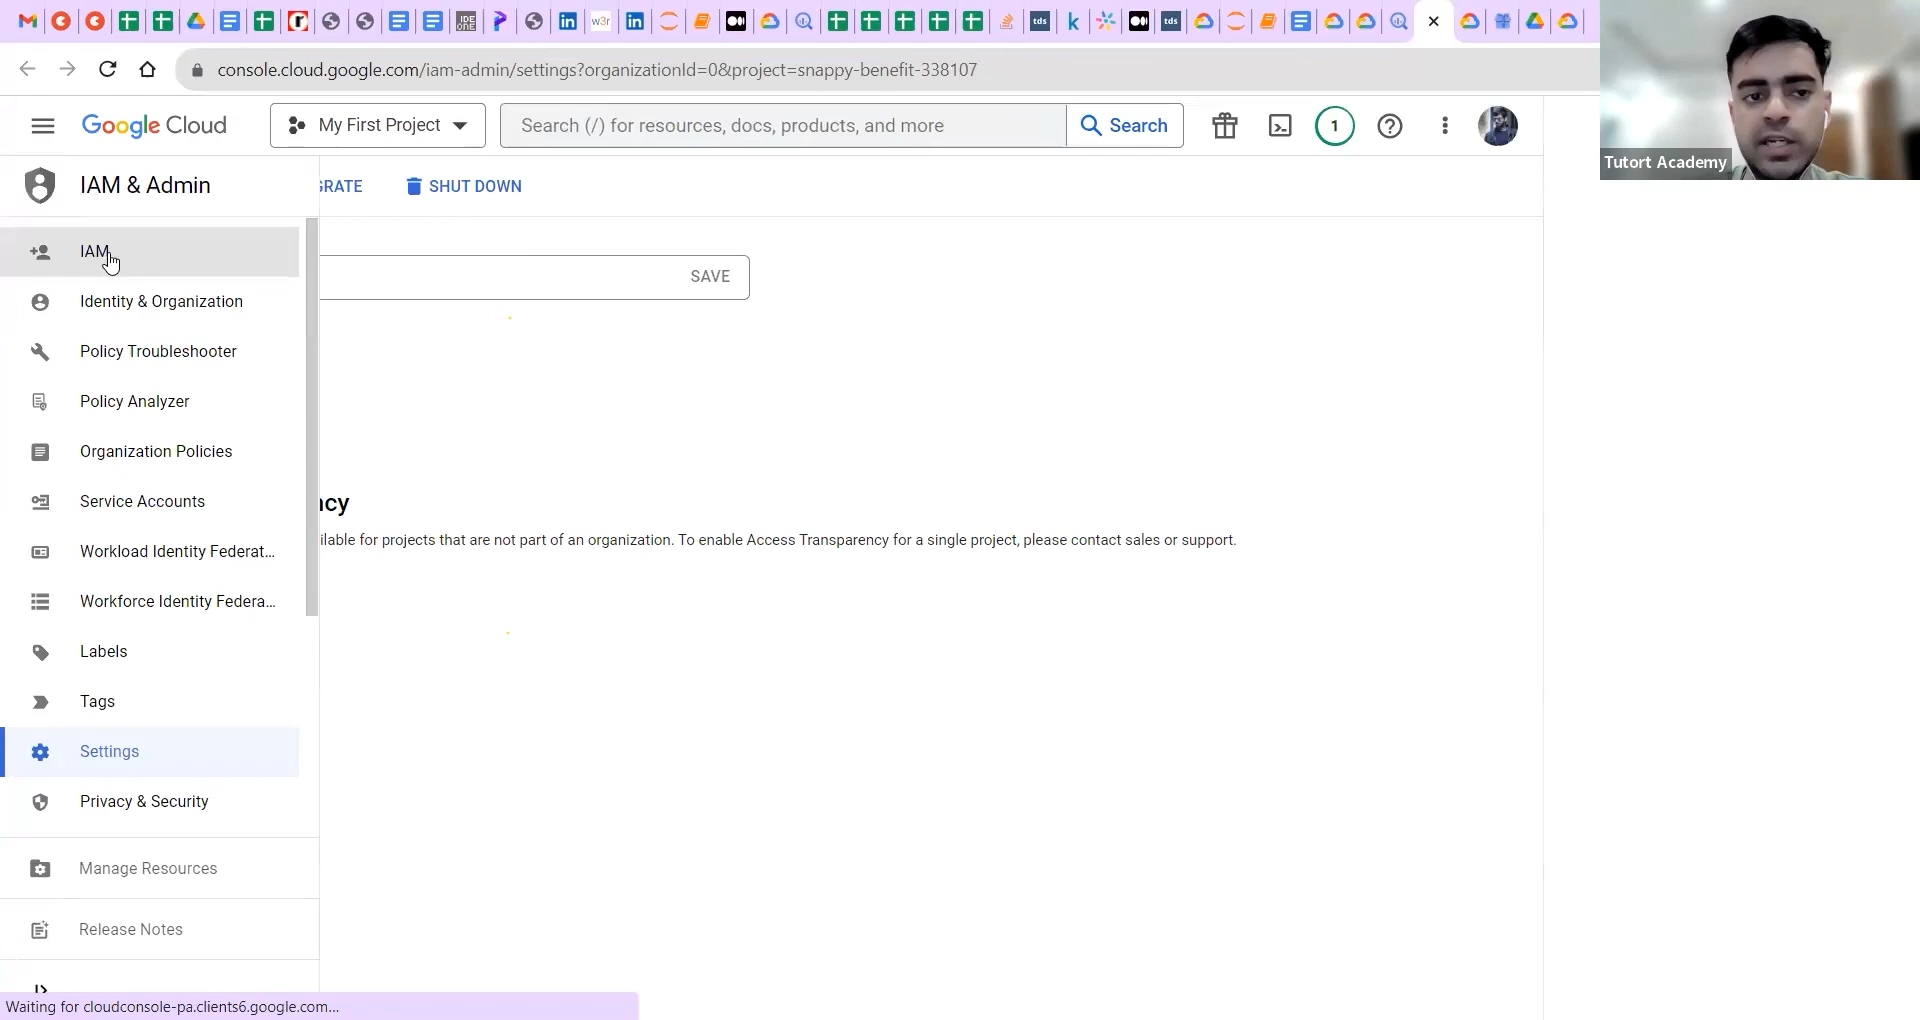 console.cloud.google.com/iam-admin/settings?organizationId=0&project=snappy-benefit-338107
Google Cloud
My First Project
Search (/) for resources, docs, products, and more
Search
1
Tutort Academy
IAM & Admin
GRATE
SHUT DOWN
IAM
SAVE
Identity & Organization
Policy Troubleshooter
Policy Analyzer
Organization Policies
Service Accounts
ncy
ilable for projects that are not part of an organization. To enable Access Transparency for a single project, please contact sales or support.
Workload Identity Federat...
Workforce Identity Federa...
Labels
Tags
Settings
Privacy & Security
Manage Resources
Release Notes
Waiting for cloudconsole-pa.clients6.google.com...